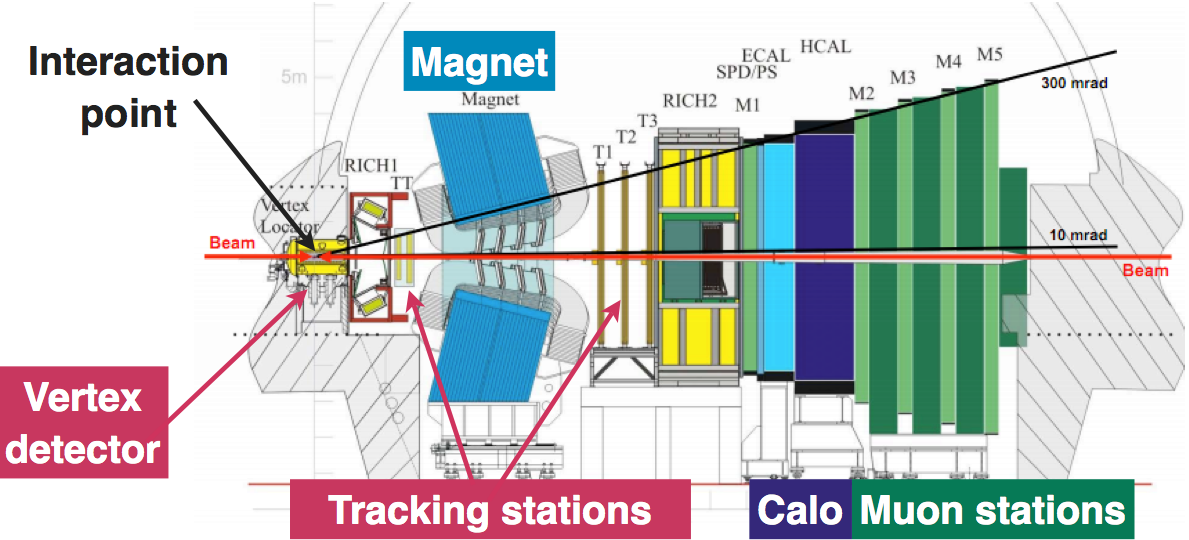 Interaction
point
Magnet
5m
Magnet
ECAL
HCAL
SPD/PS
RICH2
M1
M2
M3
M4
M5
300 mrad
T1
T2
T3
RICH1
TT
Vertex
Locator
Beam
10 mrad
Beam
Vertex
detector
Tracking stations
Calo
Muon stations